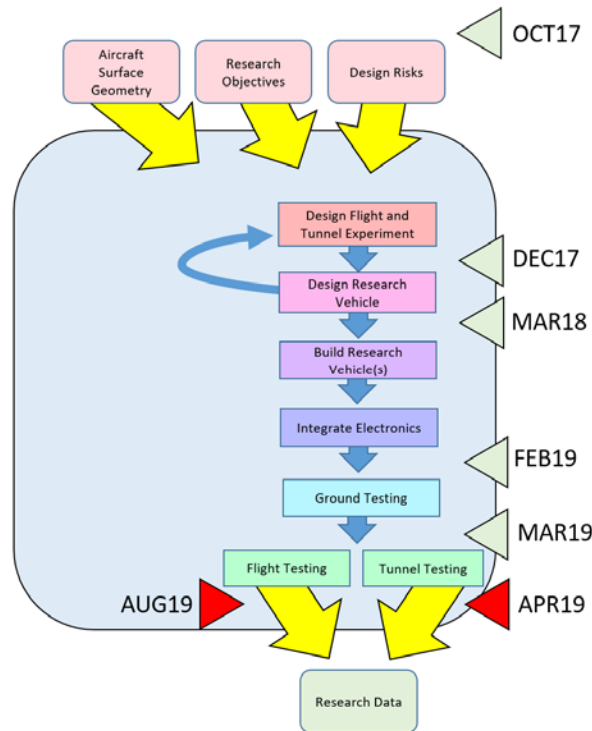 OCT17
Aircraft
Surface
Geometry
Research
Objectives
Design Risks
Design Flight and
Tunnel Experiment
DEC17
Design Research
Vehicle
MAR18
Build Research
Vehicle(s)
Integrate Electronics
FEB19
Ground Testing
MAR19
Flight Testing
Tunnel Testing
AUG19
APR19
Research Data